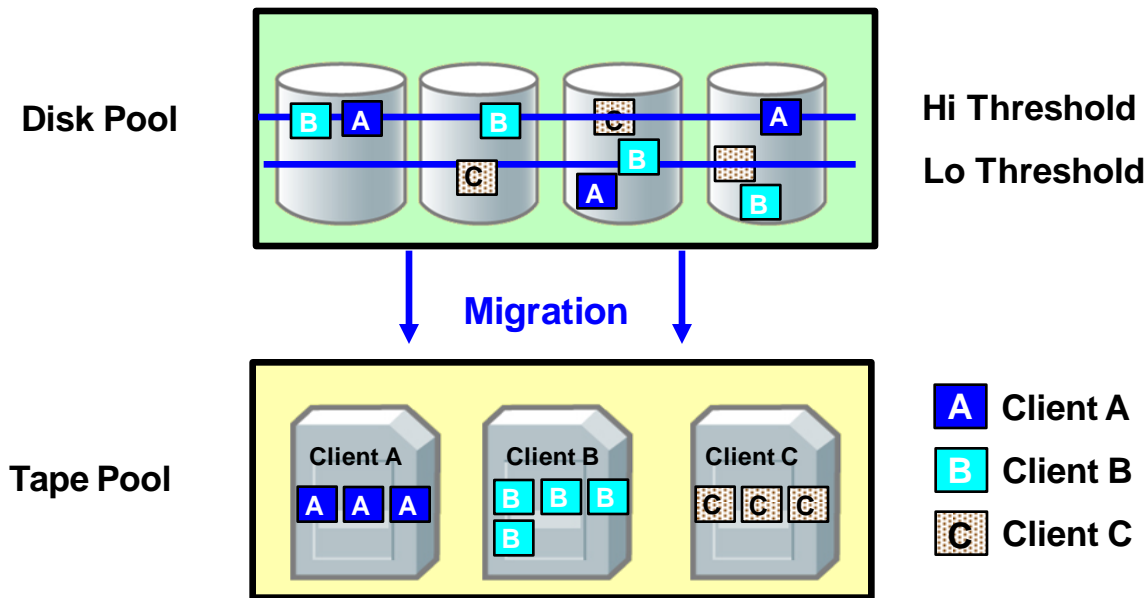 Disk Pool
B A B C A
Hi Threshold
C B
Lo Threshold
A B
Migration
Tape Pool
Client A
A A A
Client B
B B B
B
Client C
C C C
A Client A
B Client B
C Client C